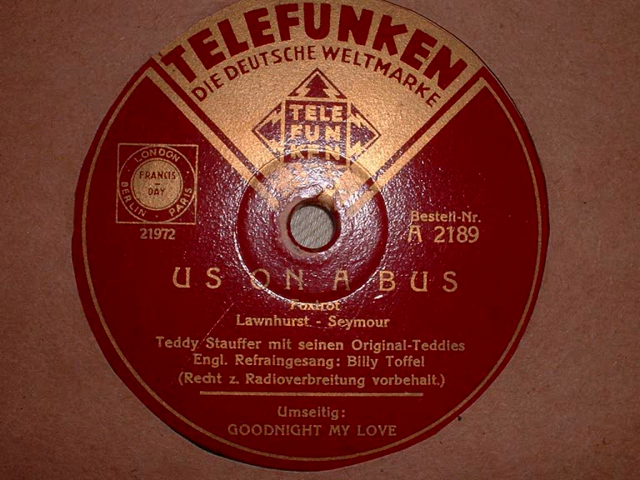 TELEFUNKEN
DIE DEUTSCHE WELTMARKE
TELE
FUN
KEN
LONDON
FRANCIS-
DAY
BERLIN - PARIS
21972
Bestell-Nr.
A 2189
US ON A BUS
Foxtrot
Lawnhurst - Seymour
Teddy Stauffer mit seinen Original-Teddies
Engl. Refraingesang: Billy Toffel
(Recht z. Radioverbreitung vorbehalt.)
Umseitig:
GOODNIGHT MY LOVE